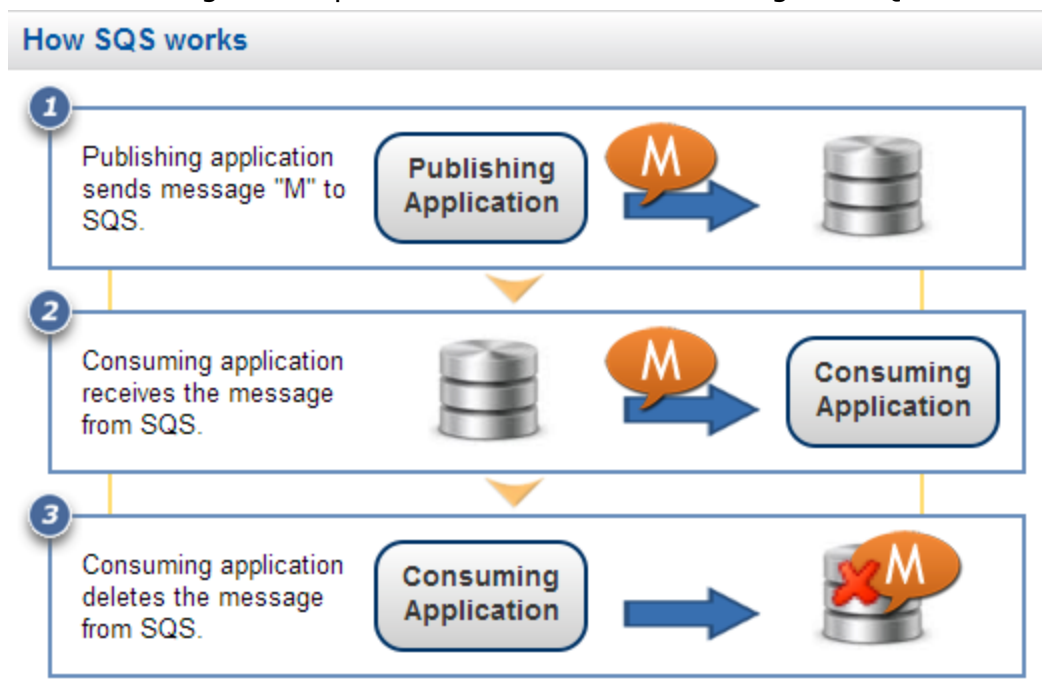 How SQS works
1
Publishing application
sends message "M" to
SQS.
Publishing
Application
M
2
Consuming application
receives the message
from SQS.
M
Consuming
Application
3
Consuming application
deletes the message
from SQS.
Consuming
Application
M